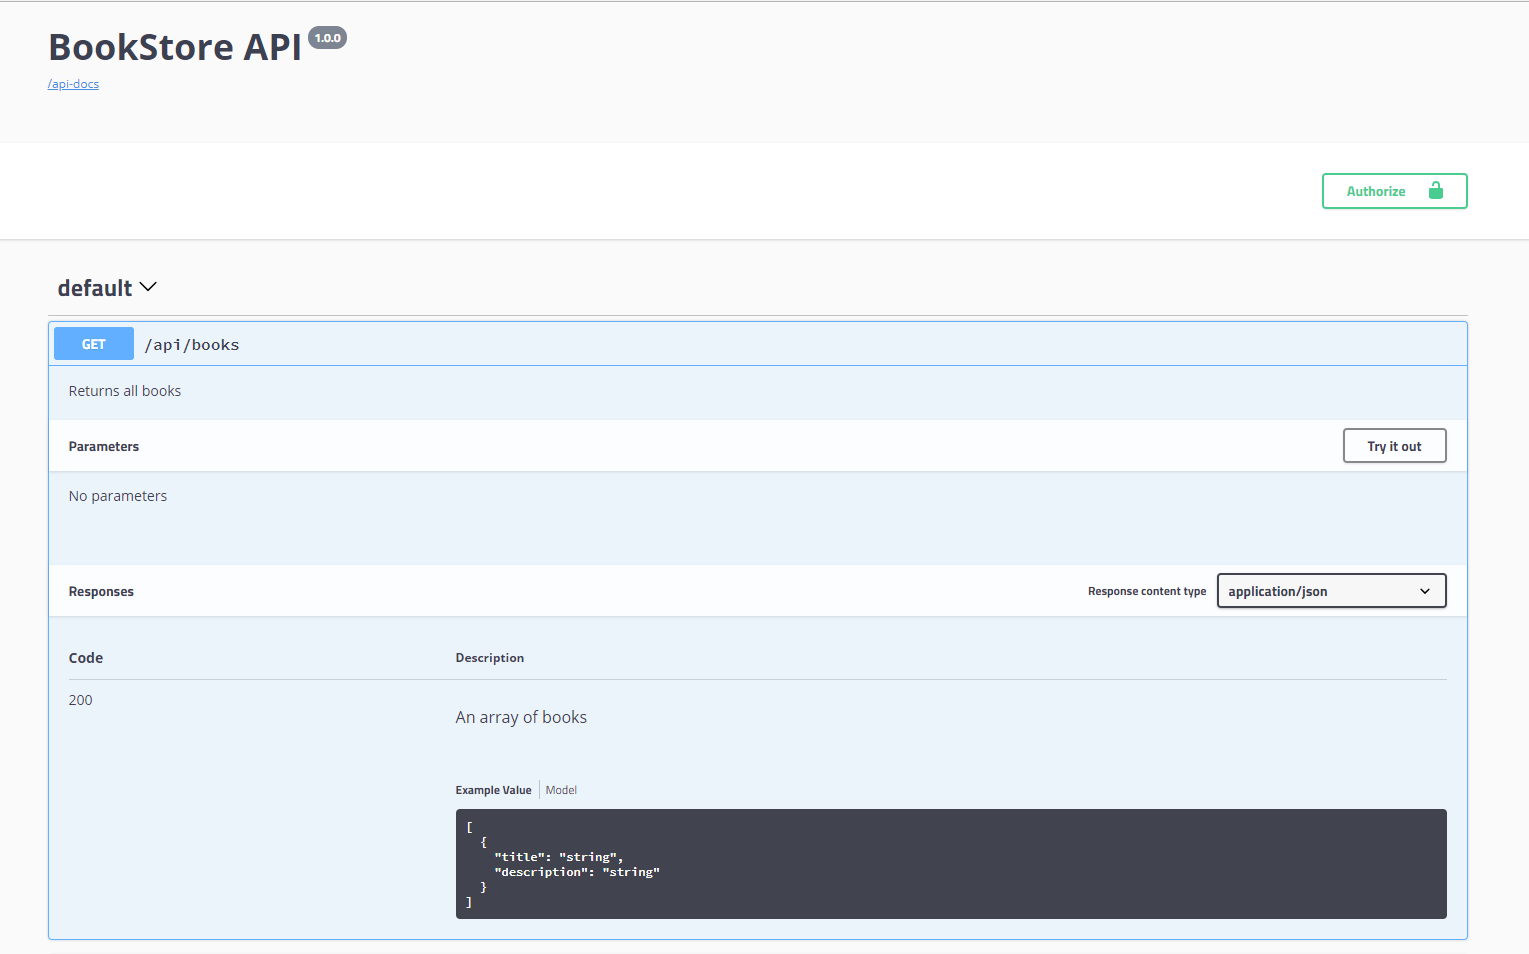 BookStore API 1.0.0
/api-docs
Authorize
default
GET /api/books
Returns all books
Parameters Try it out
No parameters
Responses Response content type application/json
Code Description
200
An array of books
Example Value Model
[
  {
    "title": "string",
    "description": "string"
  }
]